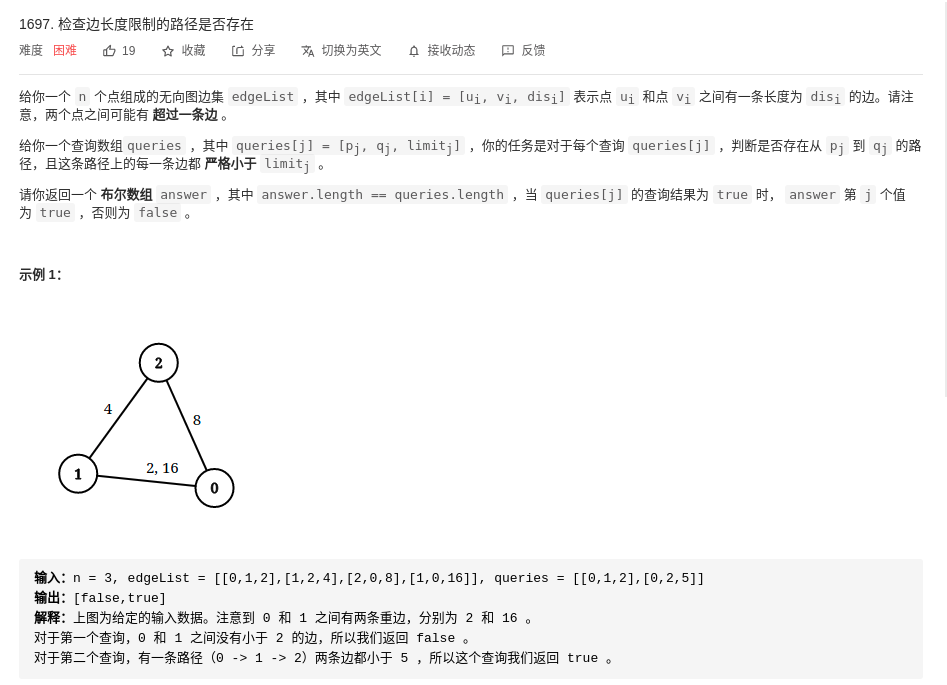 1697. 检查边长度限制的路径是否存在
难度 困难 19 收藏 分享 切换为英文 接收动态 反馈
给你一个 n 个点组成的无向图边集 edgeList ，其中 edgeList[i] = [ui, vi, disi] 表示点 ui 和点 vi 之间有一条长度为 disi 的边。请注
意，两个点之间可能有 超过一条边 。
给你一个查询数组 queries ，其中 queries[j] = [pj, qj, limitj] ，你的任务是对于每个查询 queries[j] ，判断是否存在从 pj 到 qj 的路
径，且这条路径上的每一条边都 严格小于 limitj 。
请你返回一个 布尔数组 answer ，其中 answer.length == queries.length ，当 queries[j] 的查询结果为 true 时， answer 第 j 个值
为 true ，否则为 false 。
示例 1：
2
4
8
1
2, 16
0
输入：n = 3, edgeList = [[0,1,2],[1,2,4],[2,0,8],[1,0,16]], queries = [[0,1,2],[0,2,5]]
输出：[false,true]
解释：上图为给定的输入数据。注意到 0 和 1 之间有两条重边，分别为 2 和 16 。
对于第一个查询，0 和 1 之间没有小于 2 的边，所以我们返回 false 。
对于第二个查询，有一条路径（0 -> 1 -> 2）两条边都小于 5 ，所以这个查询我们返回 true 。